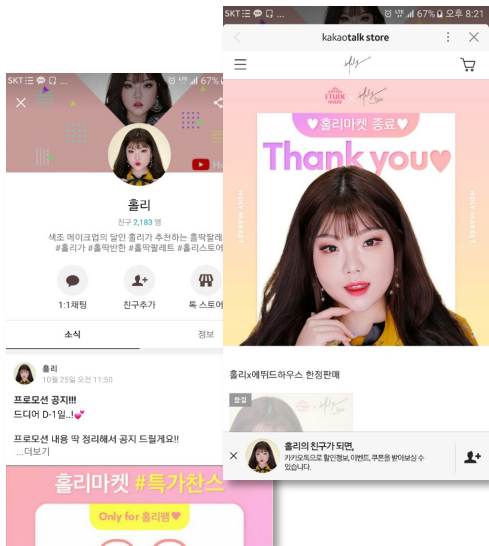 SKT
67%
오후 8:21
kakaotalk store
ETUDE
HOUSE
♥홀리마켓 종료♥
Thank you♥
HOLY MARKET
HOLY MARKET
홀리x에뛰드하우스 한정판매
품절
홀리의 친구가 되면,
카카오톡으로 할인정보, 이벤트, 쿠폰을 받아보실 수
있습니다.
SKT
67%
홀리
친구 2,183 명
색조 메이크업의 달인 홀리가 추천하는 홀딱팔레
#홀리가 #홀딱반한 #홀딱팔레트 #홀리스토어
1:1채팅
친구추가
톡 스토어
소식
정보
홀리
10월 25일 오전 11:50
프로모션 공지!!!
드디어 D-1일..!💕
프로모션 내용 딱 정리해서 공지 드릴게요!!
...더보기
홀리마켓 #특가찬스
Only for 홀리팸♥